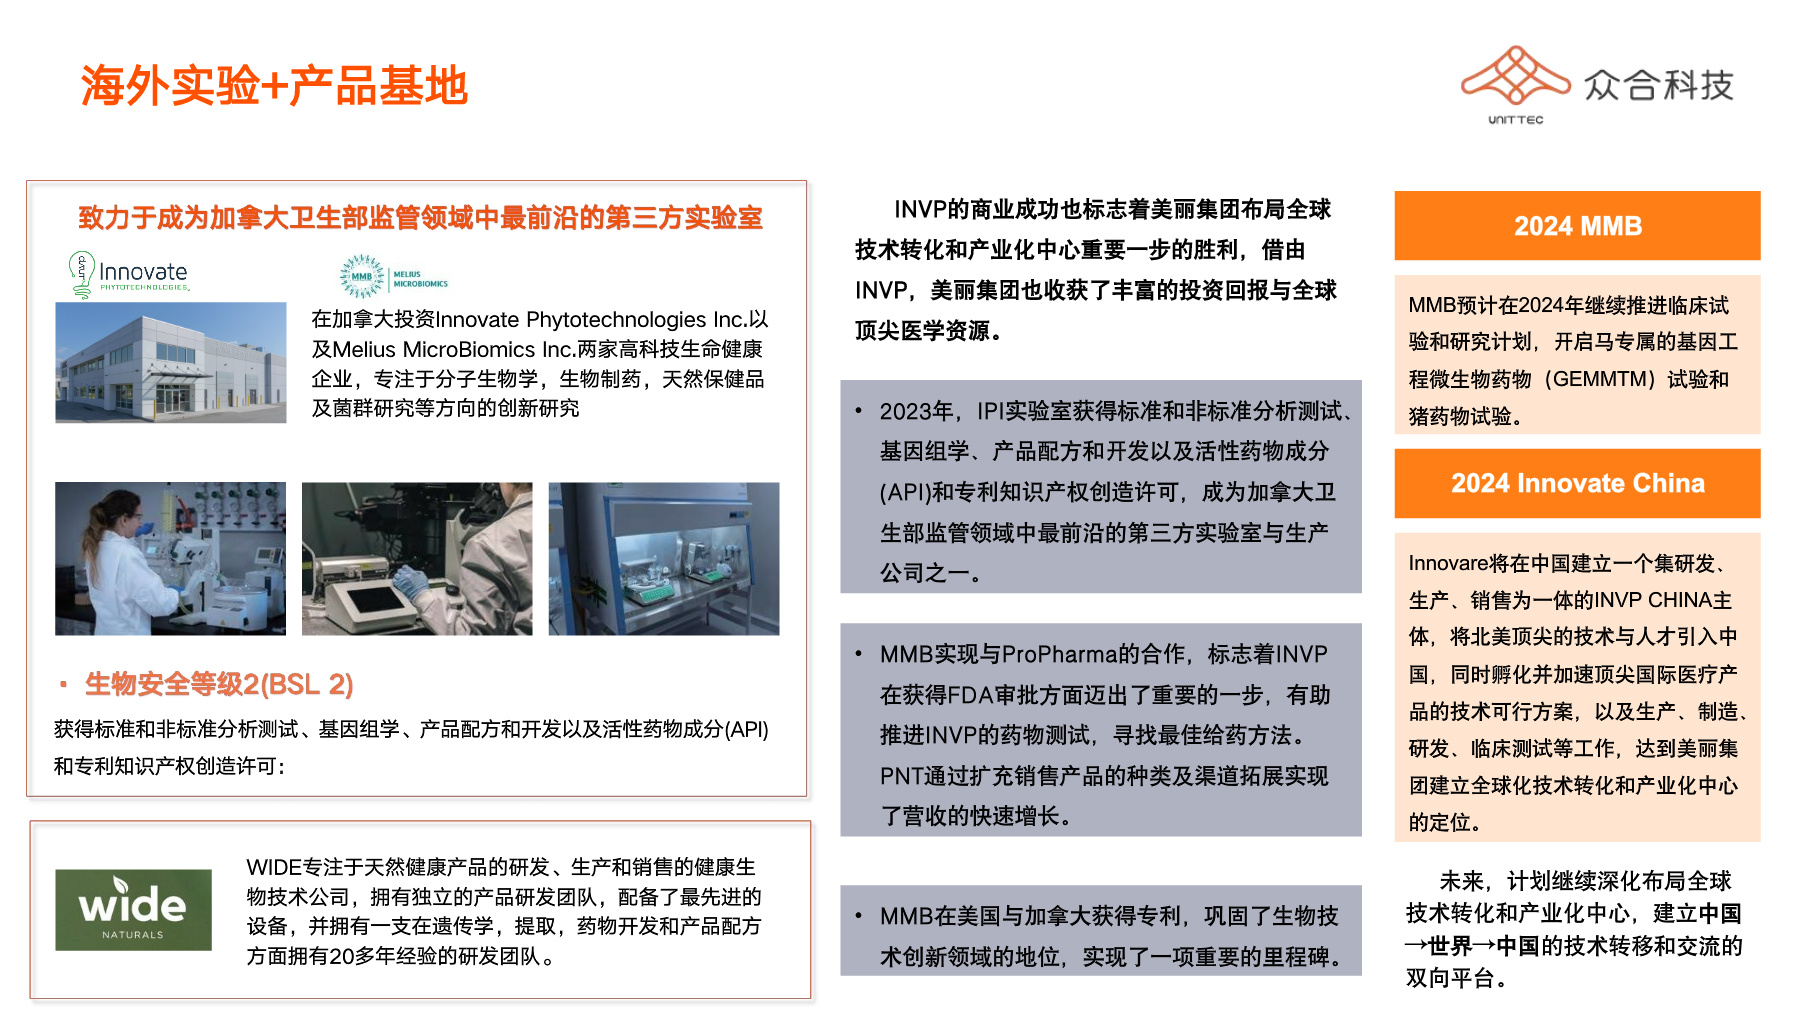 海外实验+产品基地
众合科技
UNITTEC
致力于成为加拿大卫生部监管领域中最前沿的第三方实验室
Innovate
PHYTOTECHNOLOGIES
MMB
MELIUS
MICROBIOMICS
在加拿大投资Innovate Phytotechnologies Inc.以
及Melius MicroBiomics Inc.两家高科技生命健康
企业，专注于分子生物学，生物制药，天然保健品
及菌群研究等方向的创新研究
• 生物安全等级2(BSL 2)
获得标准和非标准分析测试、基因组学、产品配方和开发以及活性药物成分(API)
和专利知识产权创造许可：
wide
NATURALS
WIDE专注于天然健康产品的研发、生产和销售的健康生
物技术公司，拥有独立的产品研发团队，配备了最先进的
设备，并拥有一支在遗传学，提取，药物开发和产品配方
方面拥有20多年经验的研发团队。
INVP的商业成功也标志着美丽集团布局全球
技术转化和产业化中心重要一步的胜利，借由
INVP，美丽集团也收获了丰富的投资回报与全球
顶尖医学资源。
• 2023年，IPI实验室获得标准和非标准分析测试、
基因组学、产品配方和开发以及活性药物成分
(API)和专利知识产权创造许可，成为加拿大卫
生部监管领域中最前沿的第三方实验室与生产
公司之一。
• MMB实现与ProPharma的合作，标志着INVP
在获得FDA审批方面迈出了重要的一步，有助
推进INVP的药物测试，寻找最佳给药方法。
PNT通过扩充销售产品的种类及渠道拓展实现
了营收的快速增长。
• MMB在美国与加拿大获得专利，巩固了生物技
术创新领域的地位，实现了一项重要的里程碑。
2024 MMB
MMB预计在2024年继续推进临床试
验和研究计划，开启马专属的基因工
程微生物药物（GEMMTM）试验和
猪药物试验。
2024 Innovate China
Innovare将在中国建立一个集研发、
生产、销售为一体的INVP CHINA主
体，将北美顶尖的技术与人才引入中
国，同时孵化并加速顶尖国际医疗产
品的技术可行方案，以及生产、制造、
研发、临床测试等工作，达到美丽集
团建立全球化技术转化和产业化中心
的定位。
未来，计划继续深化布局全球
技术转化和产业化中心，建立中国
→世界→中国的技术转移和交流的
双向平台。